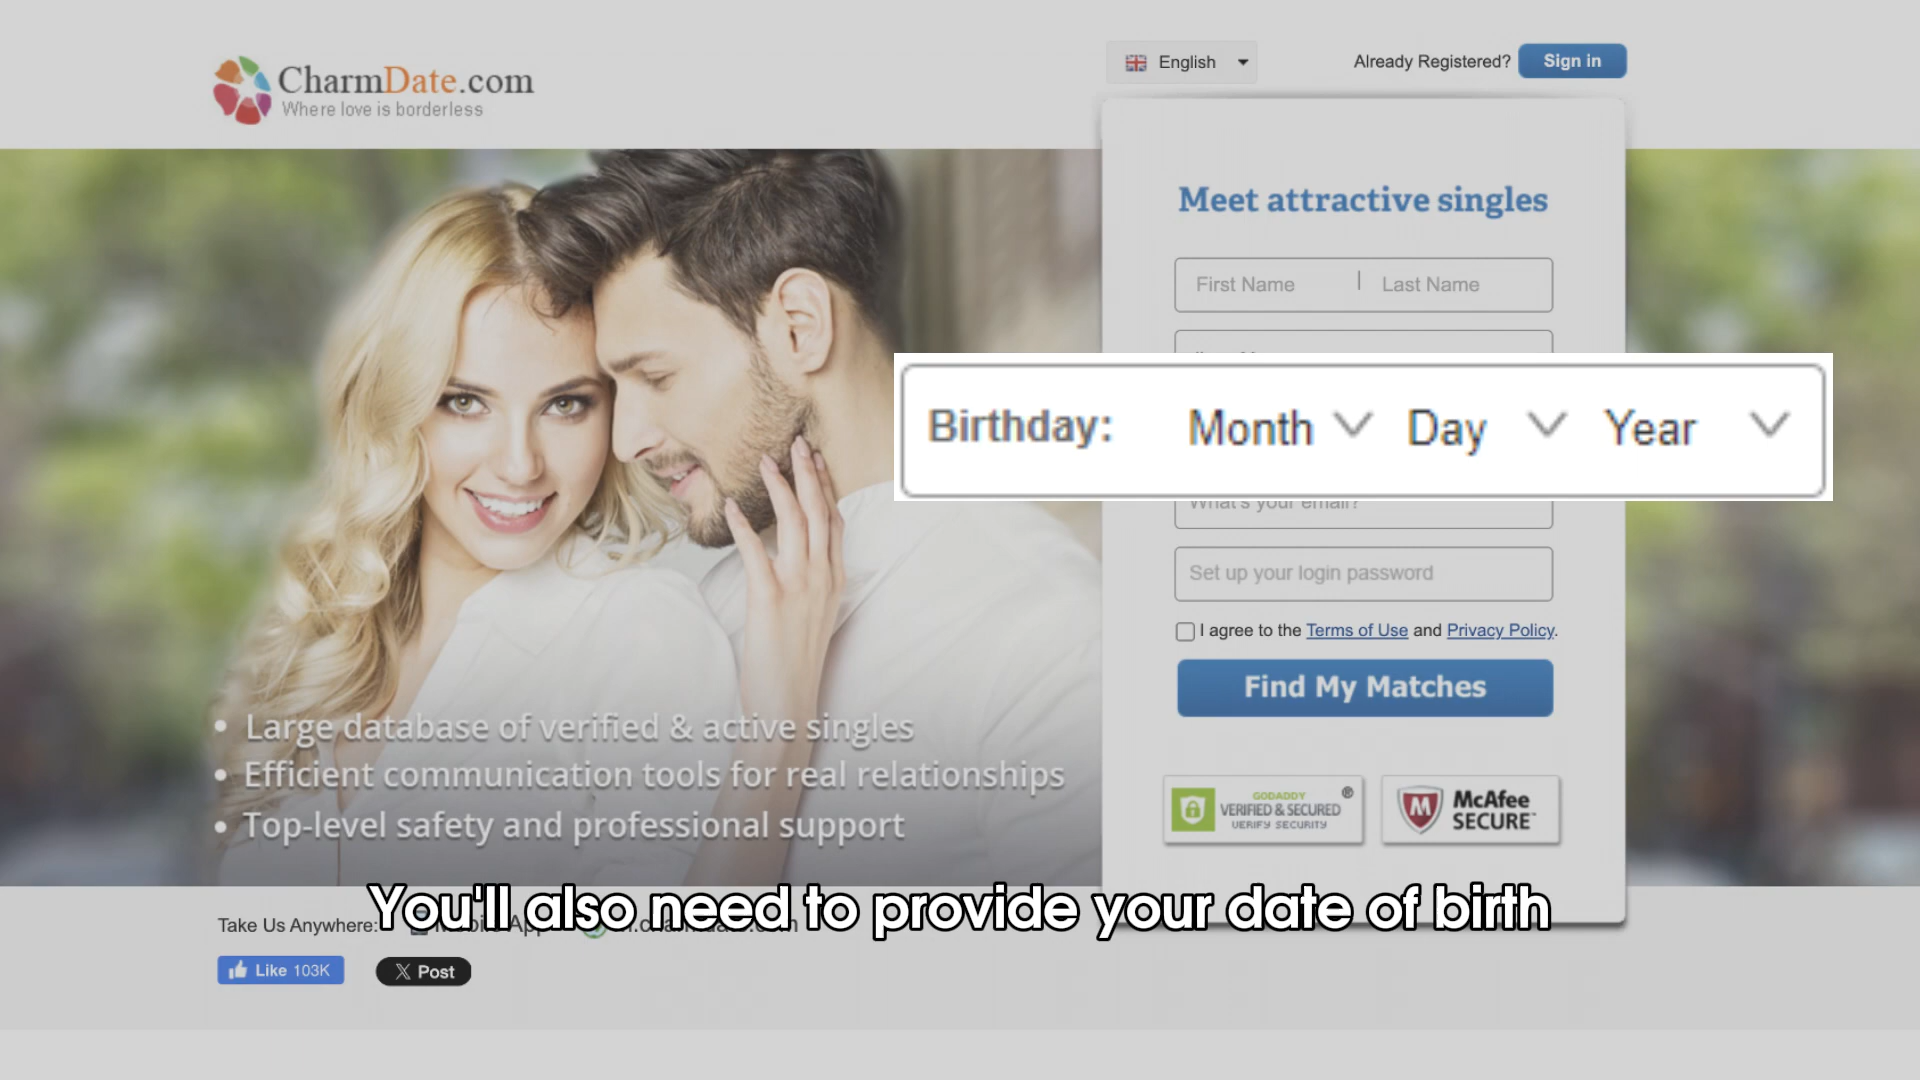 CharmDate.com
Where love is borderless
English
Already Registered?
Sign in
Meet attractive singles
First Name
Last Name
Birthday:
Month
Day
Year
What's your email?
Set up your login password
I agree to the Terms of Use and Privacy Policy.
Find My Matches
GODADDY
VERIFIED & SECURED
VERIFY SECURITY
®
McAfee
SECURE™
• Large database of verified & active singles
• Efficient communication tools for real relationships
• Top-level safety and professional support
Take Us Anywhere:
You'll also need to provide your date of birth
Like 103K
X Post